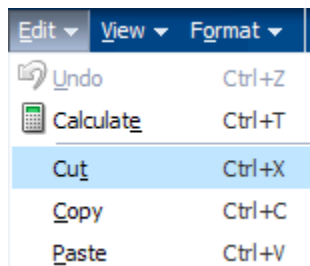 Edit View Format
Undo Ctrl+Z
Calculate Ctrl+T
Cut Ctrl+X
Copy Ctrl+C
Paste Ctrl+V